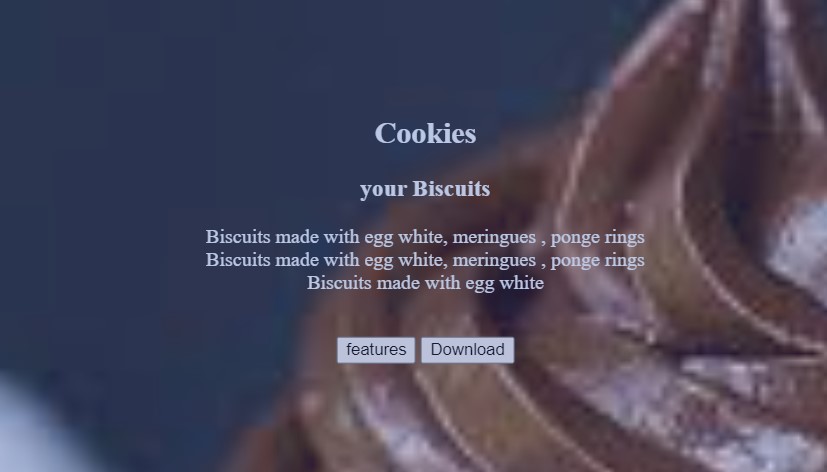 Cookies
your Biscuits
Biscuits made with egg white, meringues , ponge rings
Biscuits made with egg white, meringues , ponge rings
Biscuits made with egg white
features Download